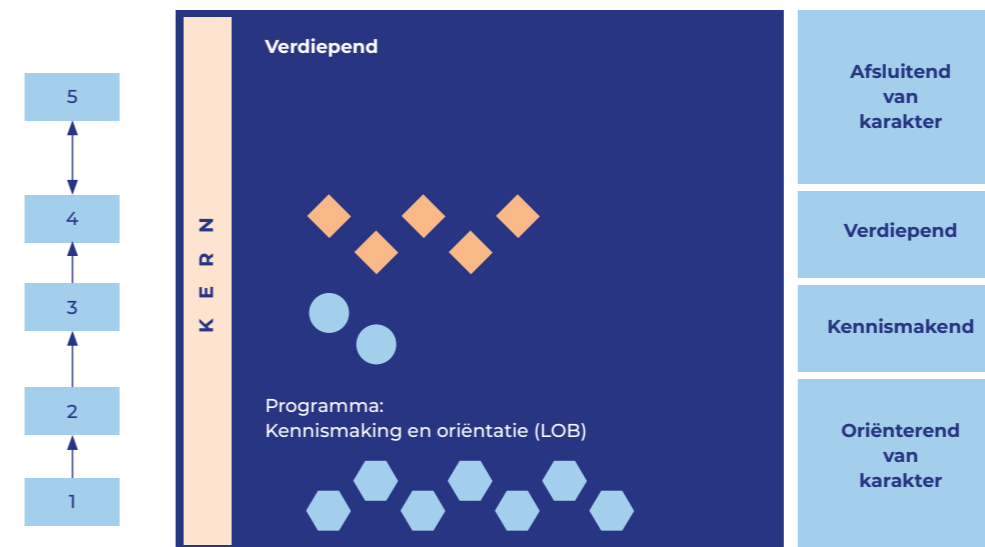 5
4
3
2
1
KERN
Verdiepend
Programma:
Kennismaking en oriëntatie (LOB)
Afsluitend
van
karakter
Verdiepend
Kennismakend
Oriënterend
van
karakter